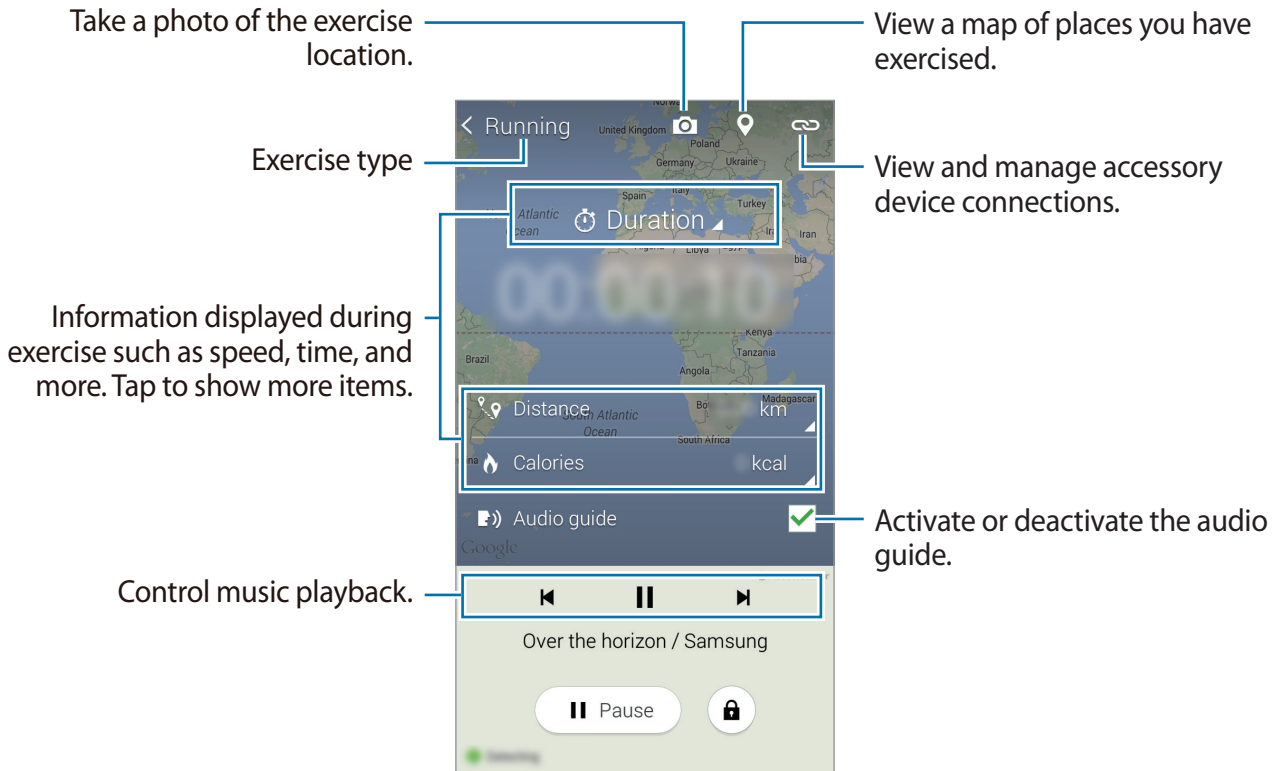 Take a photo of the exercise
location.
View a map of places you have
exercised.
Running
Exercise type
View and manage accessory
device connections.
United Kingdom
Poland
Germany
Ukraine
Spain
Italy
Turkey
Atlantic
Duration
Iran
Libya
Information displayed during
exercise such as speed, time, and
more. Tap to show more items.
00:00:10
Kenya
Tanzania
Brazil
Angola
Madagascar
Distance
km
South Atlantic
Ocean
South Africa
Calories
kcal
Audio guide
Activate or deactivate the audio
guide.
Google
Control music playback.
Over the horizon / Samsung
Pause
Detecting